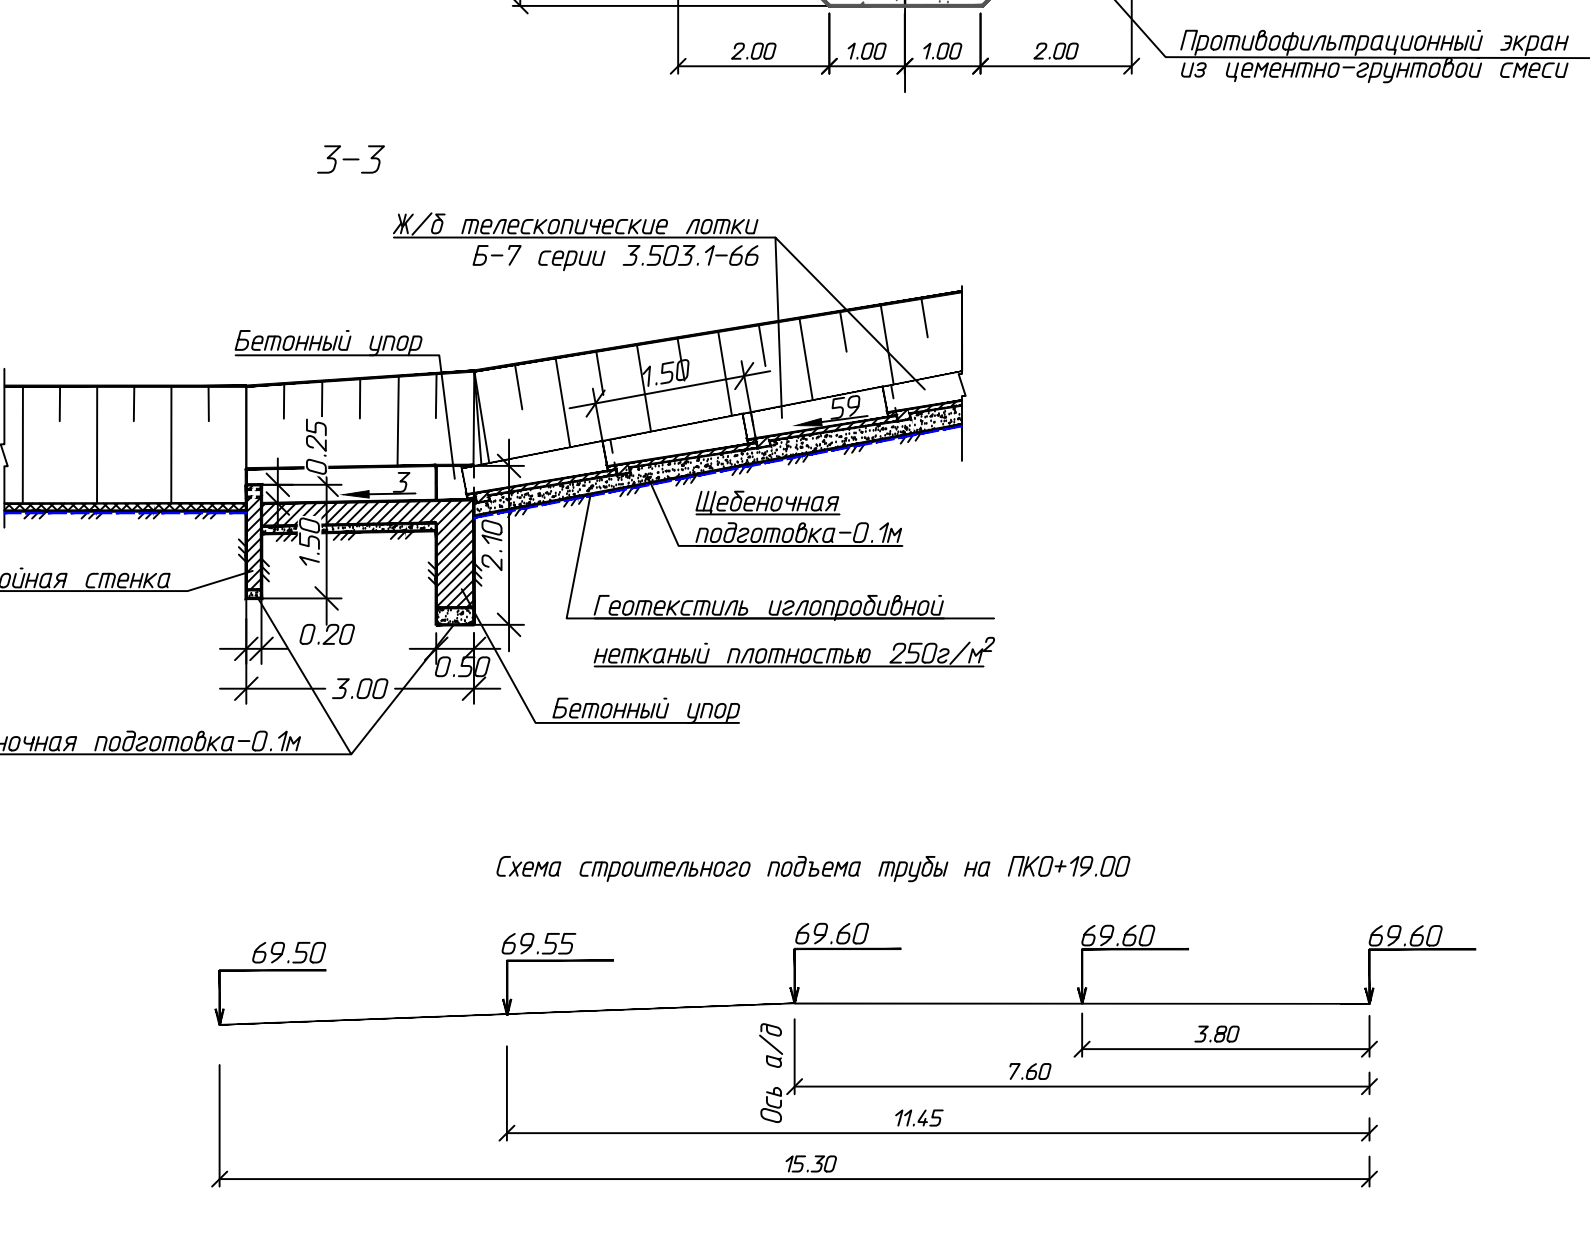 2.00 1.00 1.00 2.00
Противофильтрационный экран
из цементно-грунтовой смеси
3-3
Ж/б телескопические лотки
Б-7 серии 3.503.1-66
Бетонный упор
1.50
59
0.25
3
1.50
2.10
Щебеночная
подготовка-0.1м
ойная стенка
Геотекстиль иглопробивной
нетканый плотностью 250г/м²
0.20
0.50
3.00
Бетонный упор
ночная подготовка-0.1м
Схема строительного подъема трубы на ПК0+19.00
69.50 69.55 69.60 69.60 69.60
Ось а/д
3.80
7.60
11.45
15.30